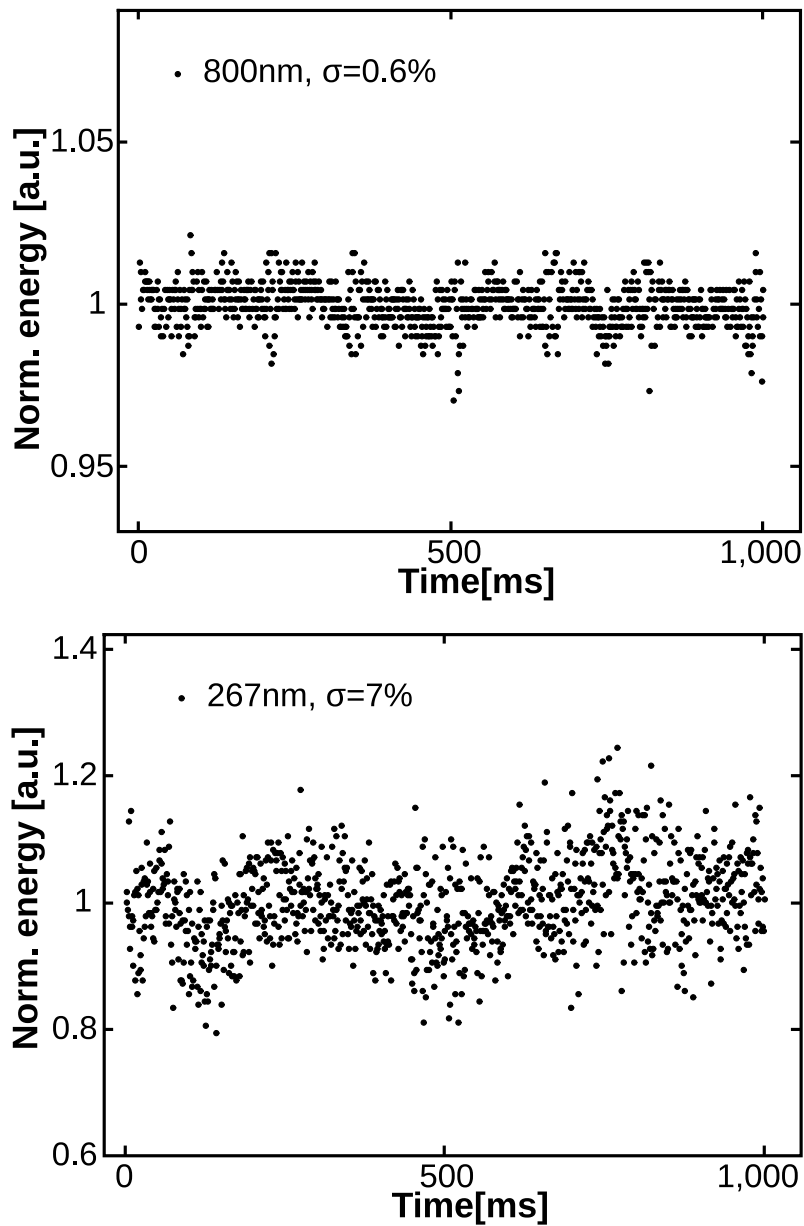 800nm, σ=0.6%
1.05
1
0.95
Norm. energy [a.u.]
0
500
1,000
Time[ms]
1.4
267nm, σ=7%
1.2
1
0.8
0.6
Norm. energy [a.u.]
0
500
1,000
Time[ms]